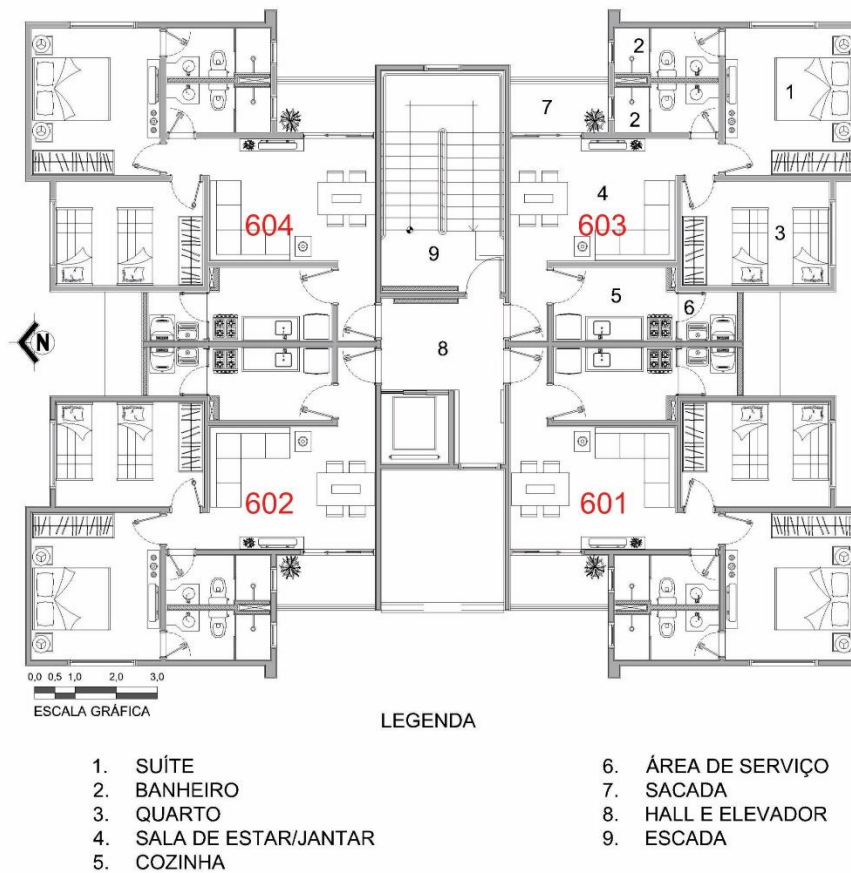 2
1
7
2
4
604
603
3
9
5
6
8
N
602
601
0,0 0,5 1,0 2,0 3,0
ESCALA GRÁFICA
LEGENDA
1. SUÍTE
2. BANHEIRO
3. QUARTO
4. SALA DE ESTAR/JANTAR
5. COZINHA
6. ÁREA DE SERVIÇO
7. SACADA
8. HALL E ELEVADOR
9. ESCADA